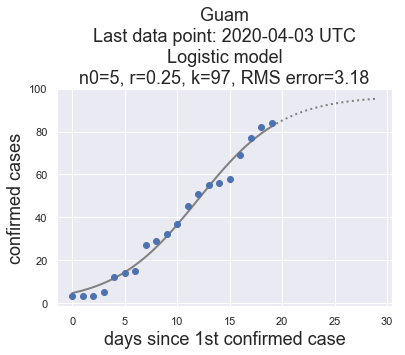 Guam
Last data point: 2020-04-03 UTC
Logistic model
n0=5, r=0.25, k=97, RMS error=3.18
100
80
60
40
20
0
confirmed cases
0 5 10 15 20 25 30
days since 1st confirmed case